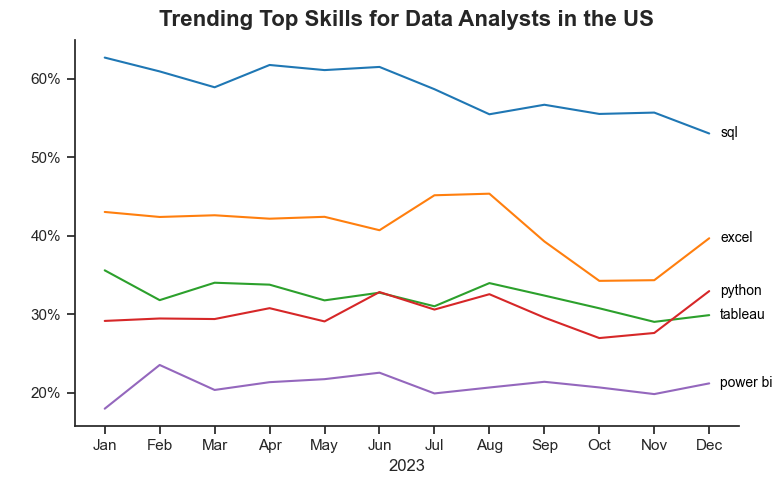 Trending Top Skills for Data Analysts in the US
60%
50%
40%
30%
20%
sql
excel
python
tableau
power bi
Jan Feb Mar Apr May Jun Jul Aug Sep Oct Nov Dec
2023